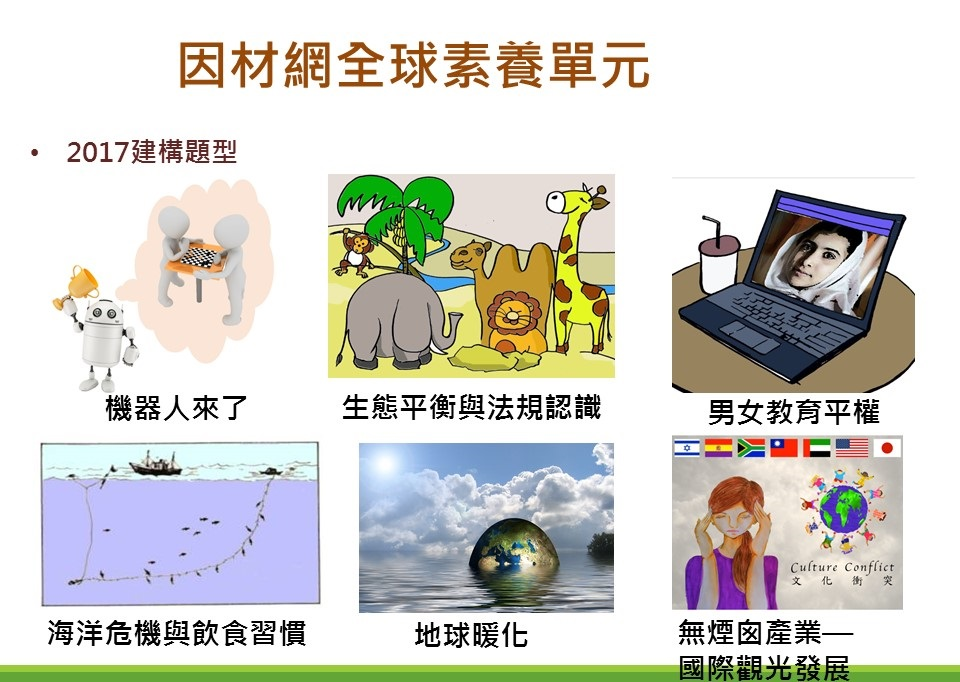 因材網全球素養單元
• 2017建構題型
機器人來了
生態平衡與法規認識
男女教育平權
Culture Conflict
文 化 衝 突
海洋危機與飲食習慣
地球暖化
無煙囪產業—
國際觀光發展